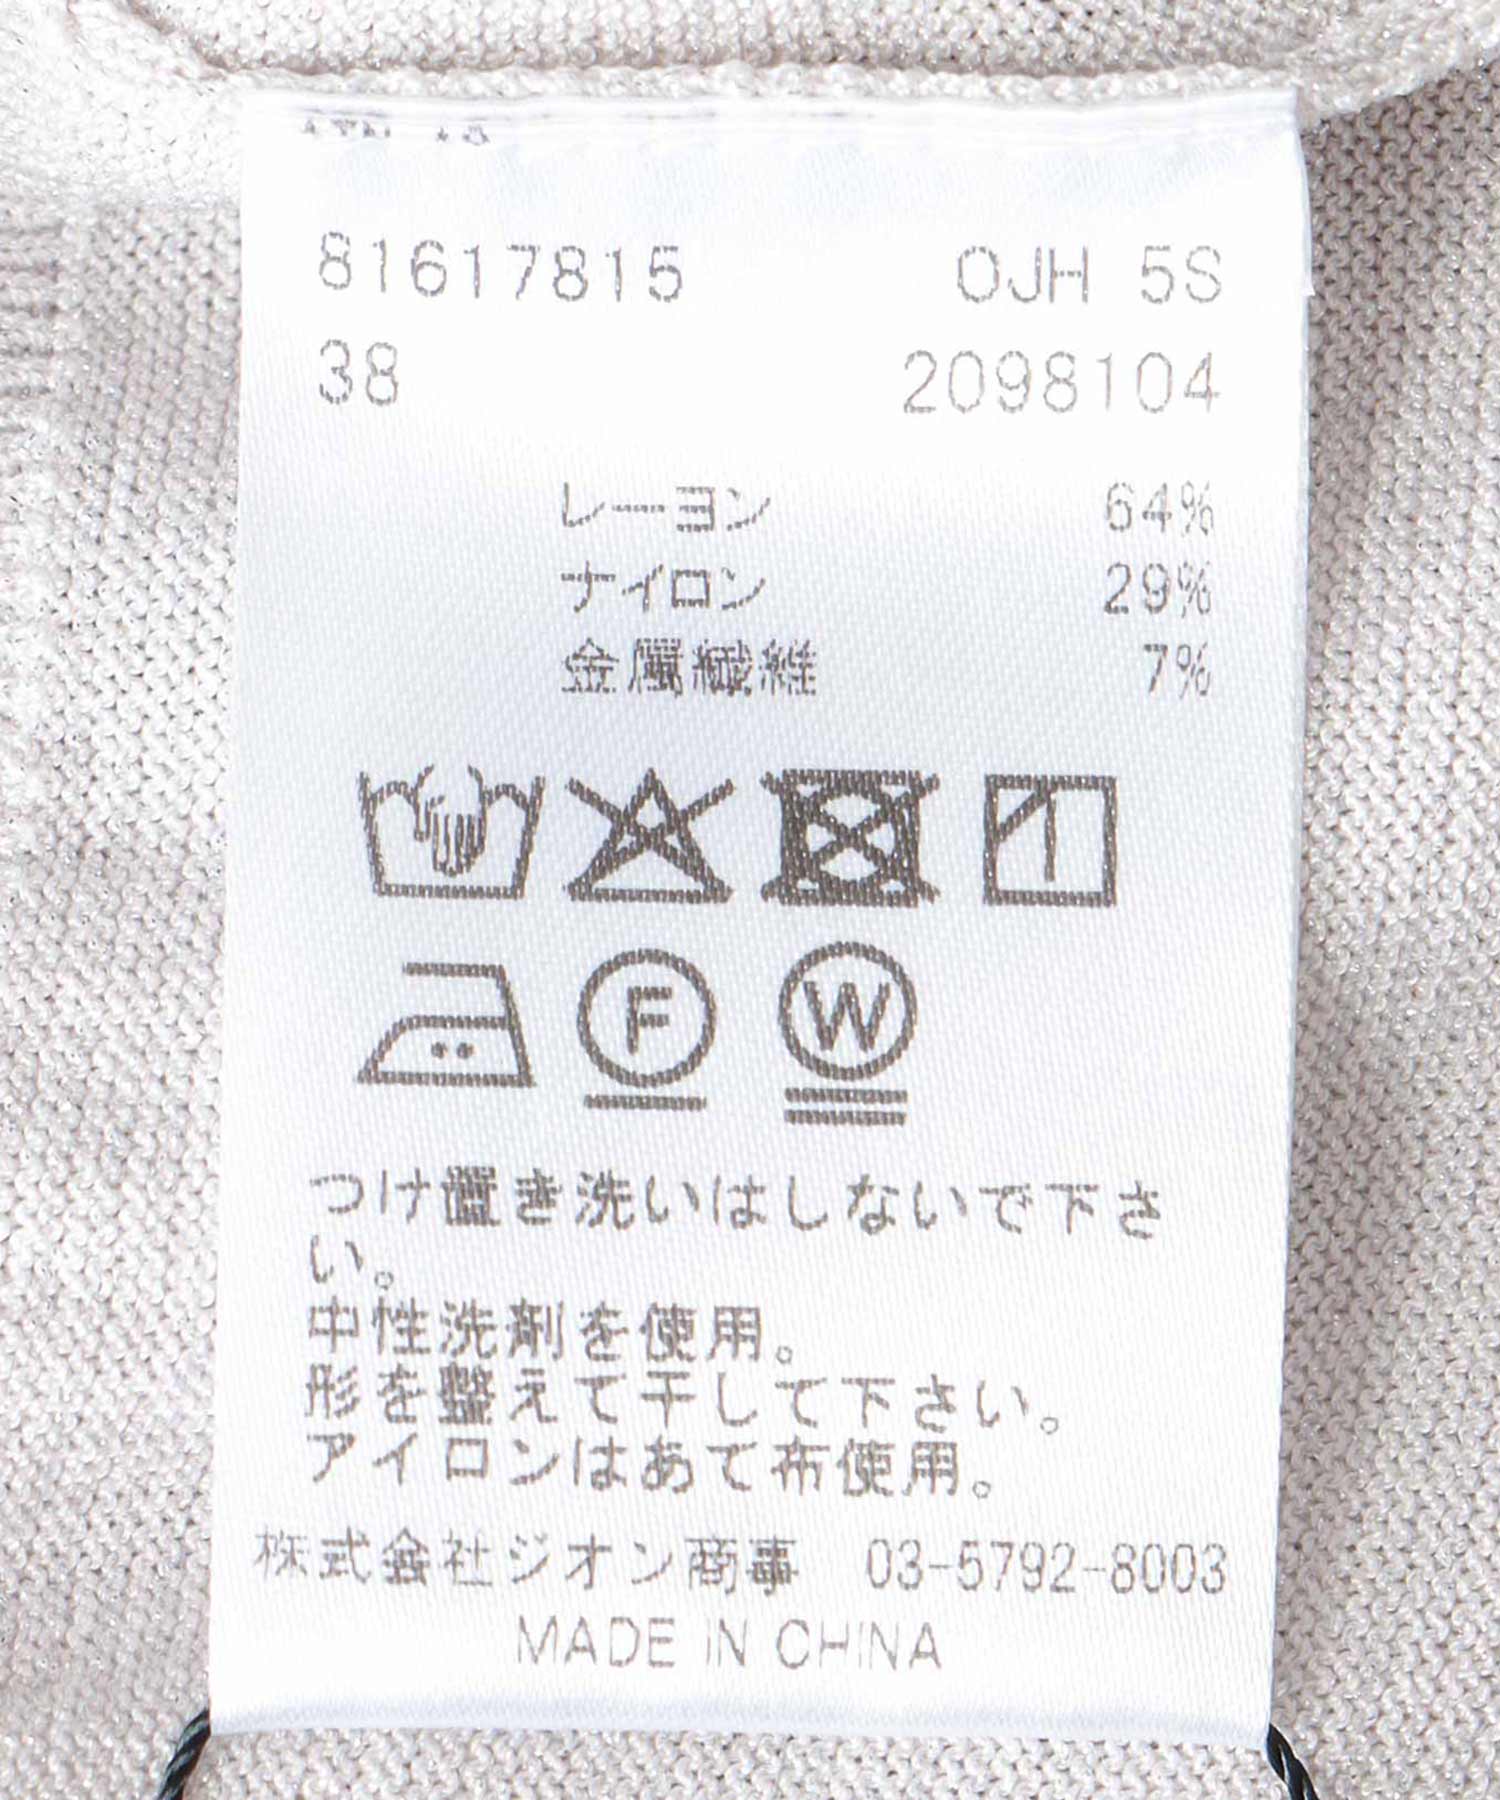 81617815 OJH 5S
38 2098104
レーヨン 64%
ナイロン 29%
金属繊維 7%
F W
つけ置き洗いはしないで下さ
い。
中性洗剤を使用。
形を整えて干して下さい。
アイロンはあて布使用。
株式会社ジオン商事 03-5792-8003
MADE IN CHINA